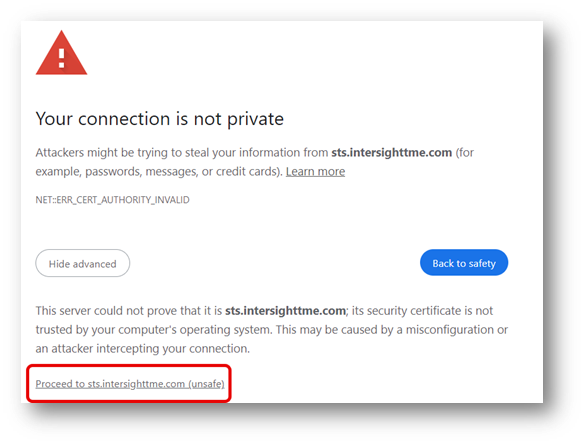 Your connection is not private
Attackers might be trying to steal your information from sts.intersighttme.com (for
example, passwords, messages, or credit cards). Learn more
NET::ERR_CERT_AUTHORITY_INVALID
Hide advanced
Back to safety
This server could not prove that it is sts.intersighttme.com; its security certificate is not
trusted by your computer's operating system. This may be caused by a misconfiguration or
an attacker intercepting your connection.
Proceed to sts.intersighttme.com (unsafe)